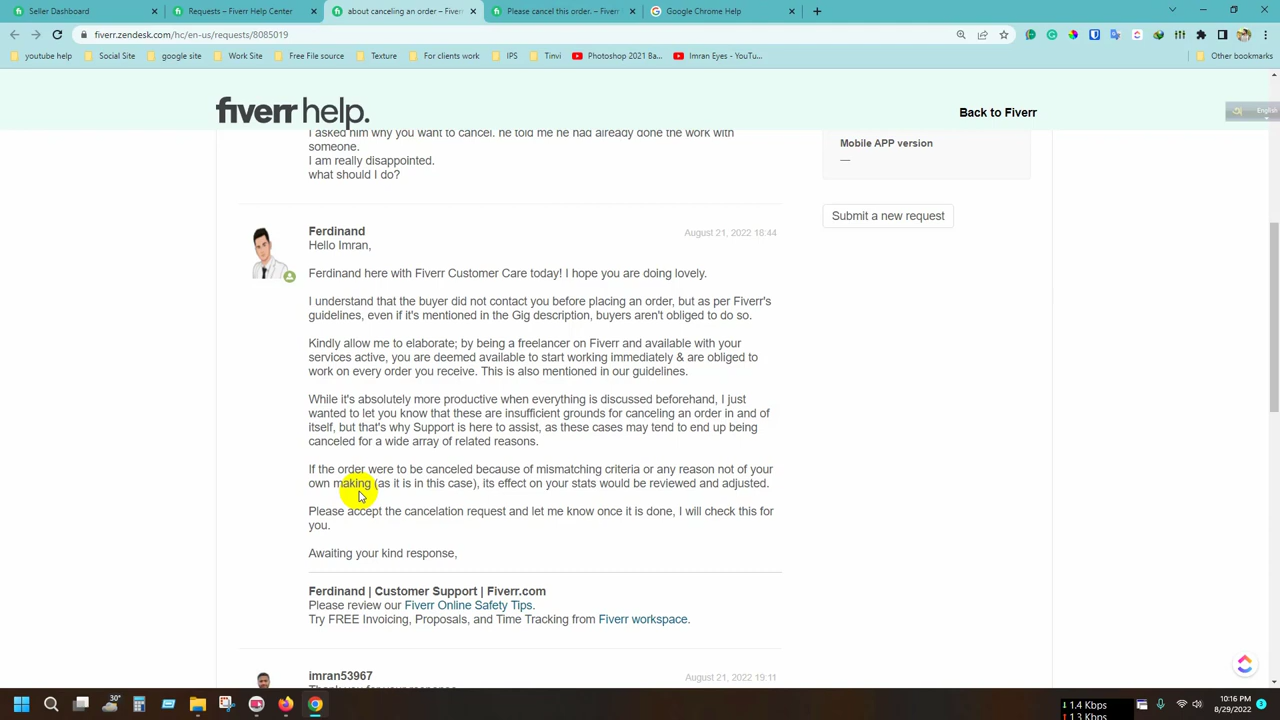 Seller Dashboard
Requests – Fiverr Help Center
about canceling an order – Fiverr
Please cancel this order. – Fiverr
Google Chrome Help
fiverr.zendesk.com/hc/en-us/requests/8085019
youtube help
Social Site
google site
Work Site
Free File source
Texture
For clients work
IPS
Tinvi
Photoshop 2021 Ba...
Imran Eyes - YouTu...
Other bookmarks
fiverr help.
Back to Fiverr
English
I asked him why you want to cancel. he told me he had already done the work with
someone.
I am really disappointed.
what should I do?
Mobile APP version
—
Submit a new request
Ferdinand
August 21, 2022 18:44
Hello Imran,
Ferdinand here with Fiverr Customer Care today! I hope you are doing lovely.
I understand that the buyer did not contact you before placing an order, but as per Fiverr's
guidelines, even if it's mentioned in the Gig description, buyers aren't obliged to do so.
Kindly allow me to elaborate; by being a freelancer on Fiverr and available with your
services active, you are deemed available to start working immediately & are obliged to
work on every order you receive. This is also mentioned in our guidelines.
While it's absolutely more productive when everything is discussed beforehand, I just
wanted to let you know that these are insufficient grounds for canceling an order in and of
itself, but that's why Support is here to assist, as these cases may tend to end up being
canceled for a wide array of related reasons.
If the order were to be canceled because of mismatching criteria or any reason not of your
own making (as it is in this case), its effect on your stats would be reviewed and adjusted.
Please accept the cancelation request and let me know once it is done, I will check this for
you.
Awaiting your kind response,
Ferdinand | Customer Support | Fiverr.com
Please review our Fiverr Online Safety Tips.
Try FREE Invoicing, Proposals, and Time Tracking from Fiverr workspace.
imran53967
August 21, 2022 19:11
30°
1.4 Kbps
1.3 Kbps
10:16 PM
8/29/2022